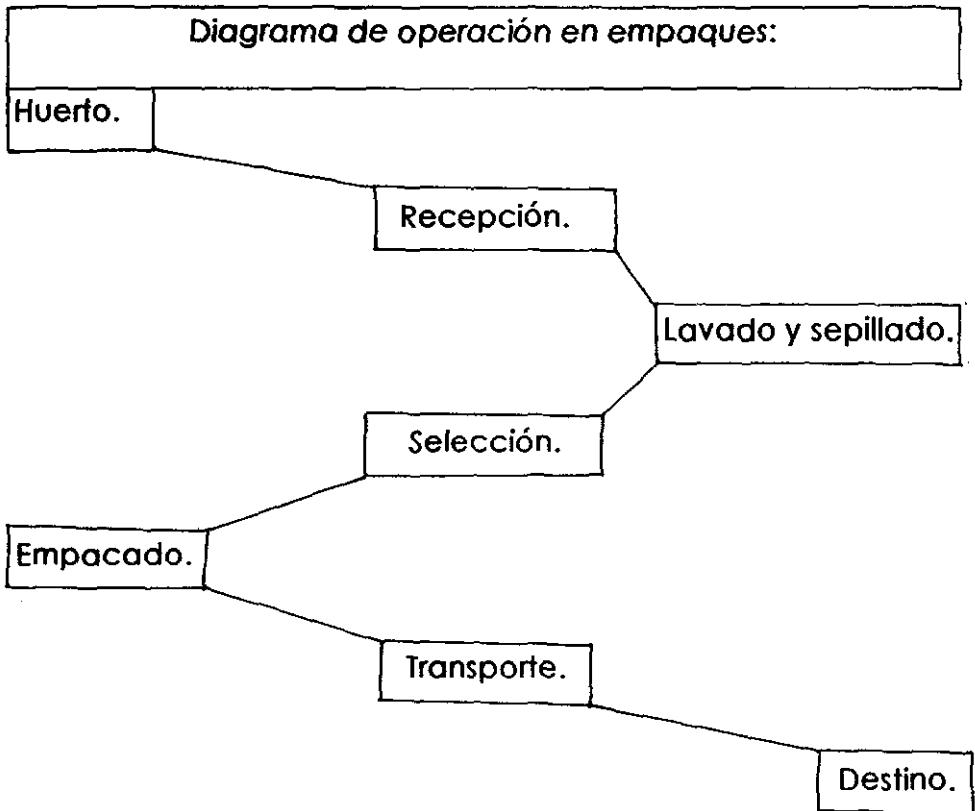 Diagrama de operación en empaques:
Huerto.
Recepción.
Lavado y sepillado.
Selección.
Empacado.
Transporte.
Destino.